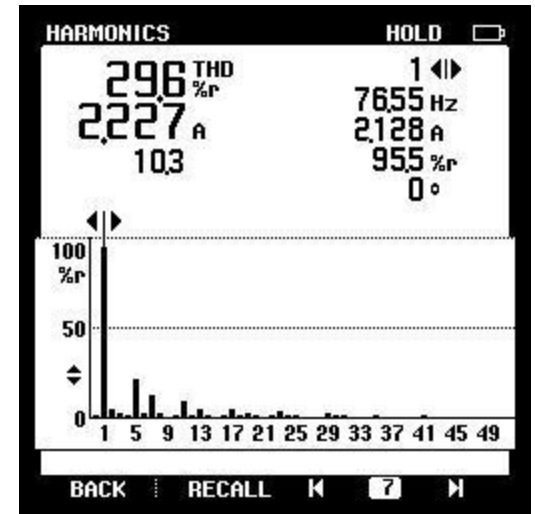 HARMONICS HOLD
29,6 THD %r
1
76,55 Hz
2,227 A
2,128 A
10,3
95,5 %r
0 °
100
%r
50
0
1 5 9 13 17 21 25 29 33 37 41 45 49
BACK RECALL 7